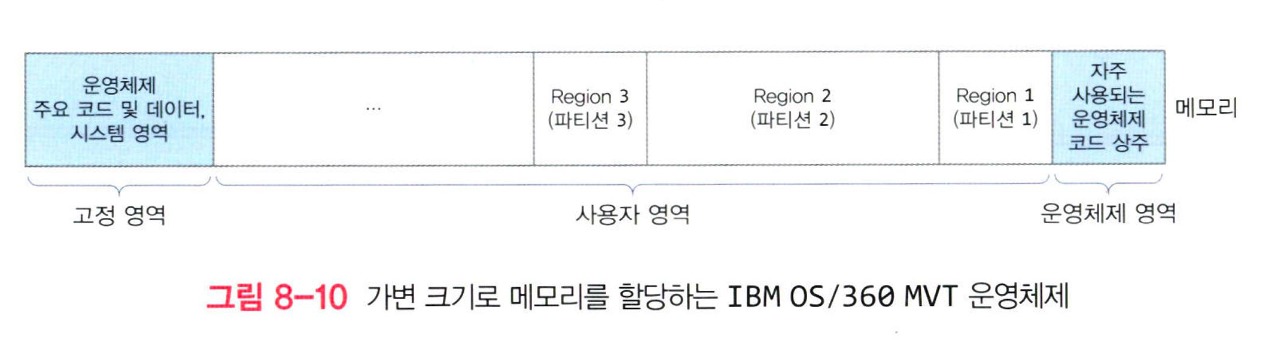 운영체제
주요 코드 및 데이터,
시스템 영역
...
Region 3
(파티션 3)
Region 2
(파티션 2)
Region 1
(파티션 1)
자주
사용되는
운영체제
코드 상주
메모리
고정 영역
사용자 영역
운영체제 영역
그림 8-10 가변 크기로 메모리를 할당하는 IBM OS/360 MVT 운영체제